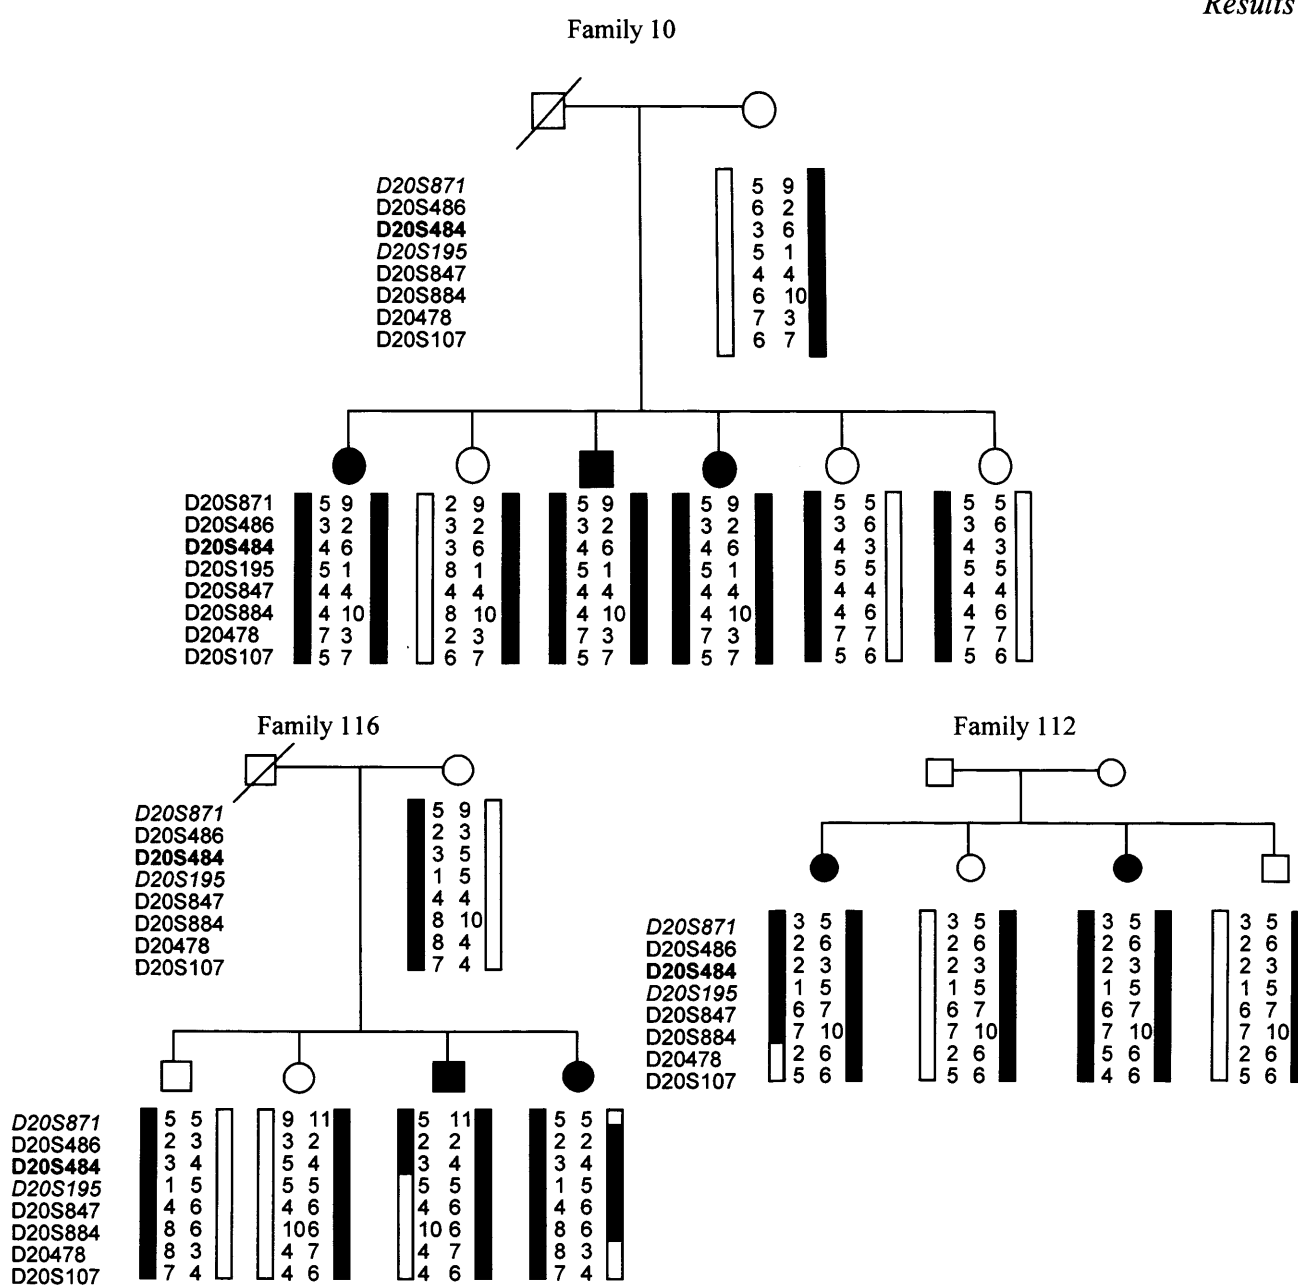 Results
Family 10
D20S871 5 9
D20S486 6 2
D20S484 3 6
D20S195 5 1
D20S847 4 4
D20S884 6 10
D20478 7 3
D20S107 6 7
D20S871 5 9 2 9 5 9 5 9 5 5 5 5
D20S486 3 2 3 2 3 2 3 2 3 6 3 6
D20S484 4 6 3 6 4 6 4 6 4 3 4 3
D20S195 5 1 8 1 5 1 5 1 5 5 5 5
D20S847 4 4 4 4 4 4 4 4 4 4 4 4
D20S884 4 10 8 10 4 10 4 10 4 6 4 6
D20478 7 3 2 3 7 3 7 3 7 7 7 7
D20S107 5 7 6 7 5 7 5 7 5 6 5 6
Family 116
D20S871 5 9
D20S486 2 3
D20S484 3 5
D20S195 1 5
D20S847 4 4
D20S884 8 10
D20478 8 4
D20S107 7 4
D20S871 5 5 9 11 5 11 5 5
D20S486 2 3 3 2 2 2 2 2
D20S484 3 4 5 4 3 4 3 4
D20S195 1 5 5 5 5 5 1 5
D20S847 4 6 4 6 4 6 4 6
D20S884 8 6 10 6 10 6 8 6
D20478 8 3 4 7 4 7 8 3
D20S107 7 4 4 6 4 6 7 4
Family 112
D20S871 3 5 3 5 3 5 3 5
D20S486 2 6 2 6 2 6 2 6
D20S484 2 3 2 3 2 3 2 3
D20S195 1 5 1 5 1 5 1 5
D20S847 6 7 6 7 6 7 6 7
D20S884 7 10 7 10 7 10 7 10
D20478 2 6 2 6 5 6 2 6
D20S107 5 6 5 6 4 6 5 6